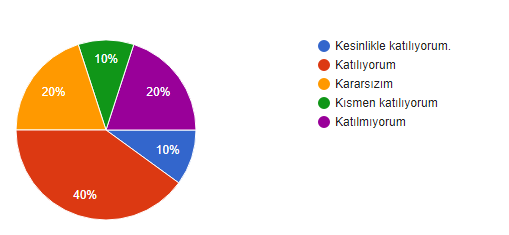 10%
20%
20%
10%
40%
Kesinlikle katılıyorum.
Katılıyorum
Kararsızım
Kısmen katılıyorum
Katılmıyorum